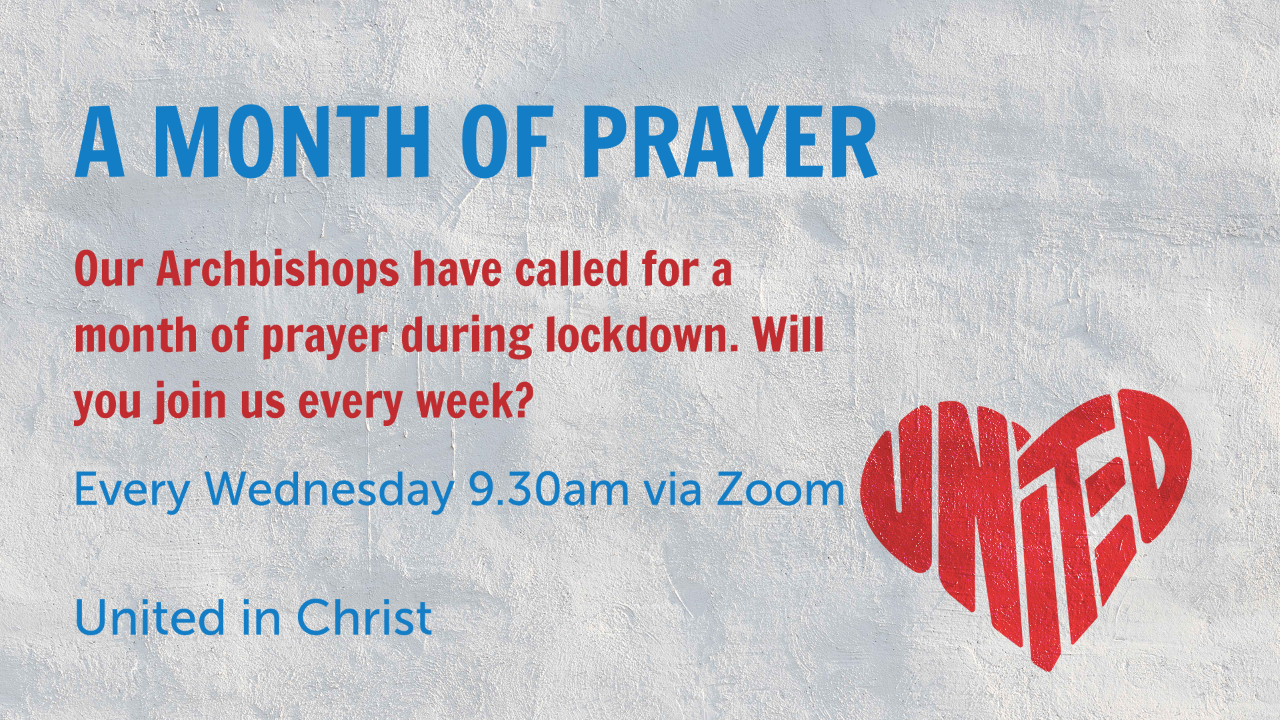 A MONTH OF PRAYER
Our Archbishops have called for a
month of prayer during lockdown. Will
you join us every week?
Every Wednesday 9.30am via Zoom
UNITED
United in Christ